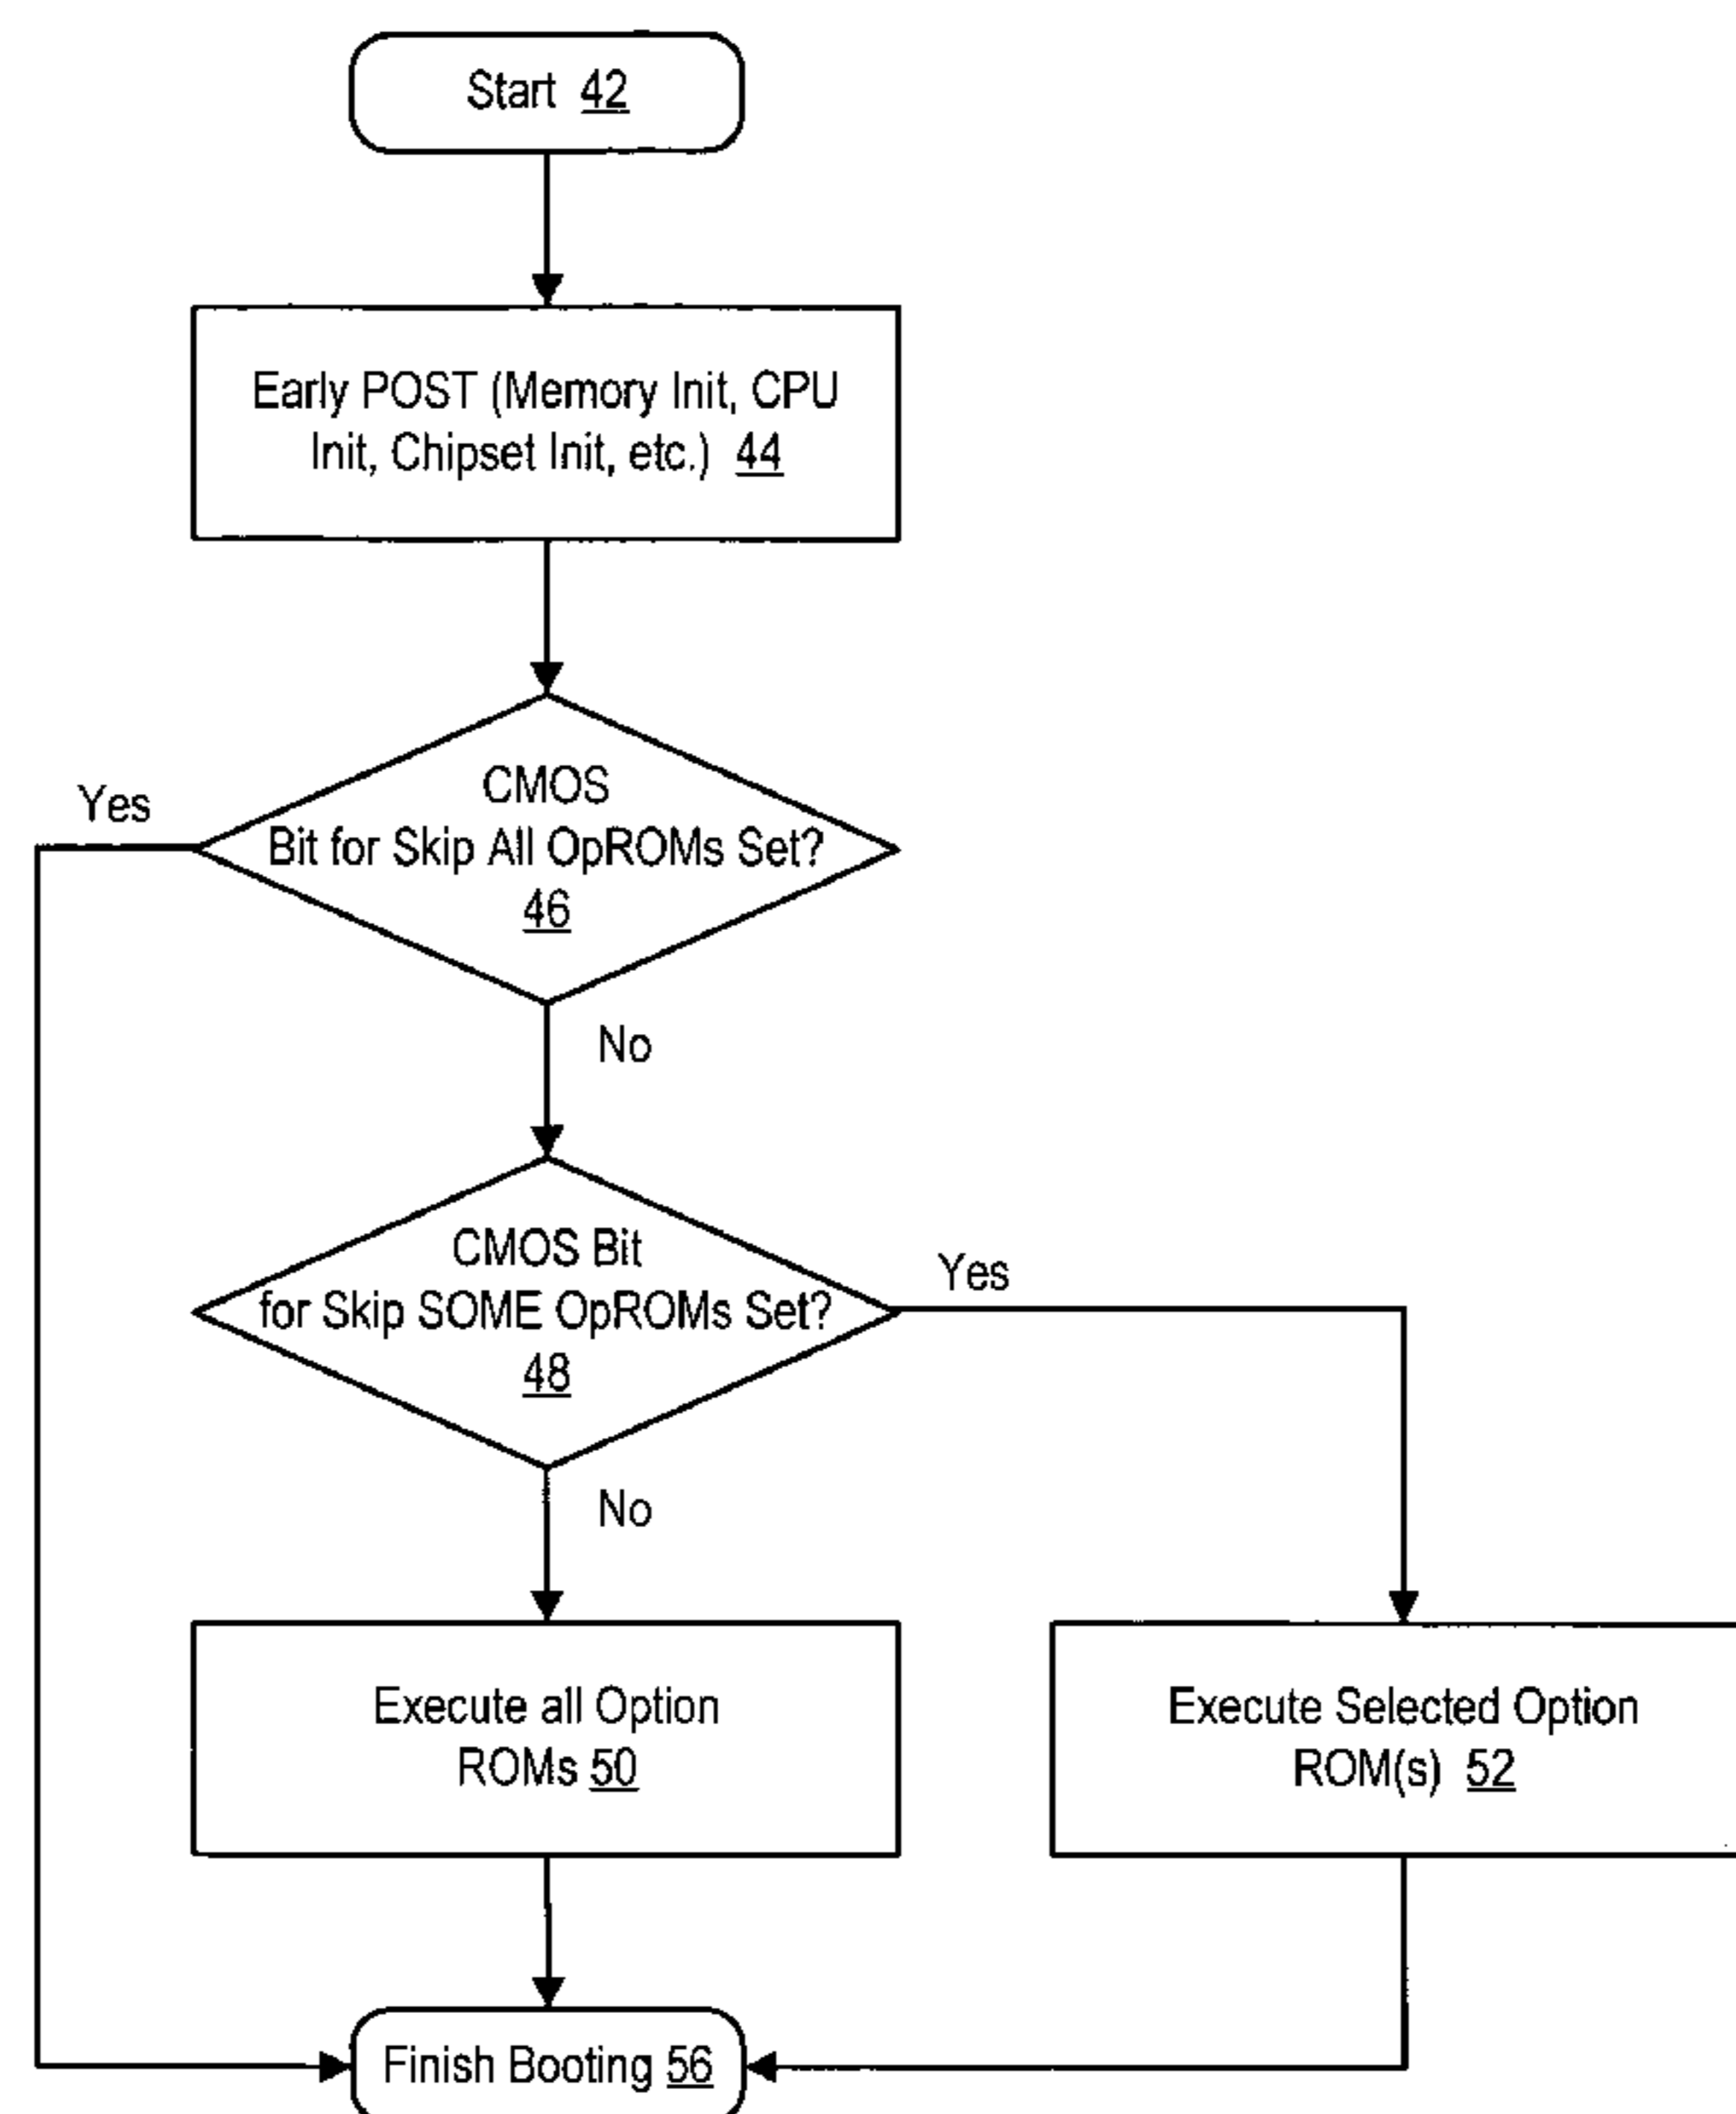 Start 42
Early POST (Memory Init, CPU
Init, Chipset Init, etc.) 44
CMOS
Bit for Skip All OpROMs Set?
46
Yes
No
CMOS Bit
for Skip SOME OpROMs Set?
48
Yes
No
Execute all Option
ROMs 50
Execute Selected Option
ROM(s) 52
Finish Booting 56